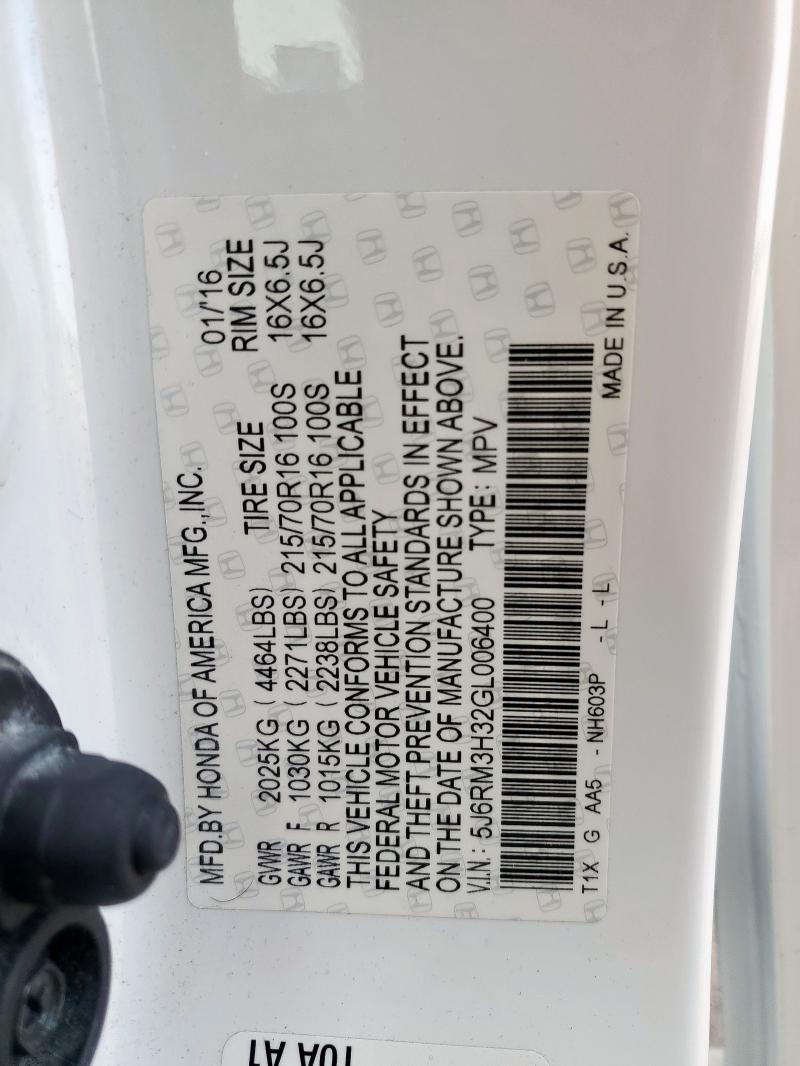 MFD.BY HONDA OF AMERICA MFG.,INC. 01/"16
GVWR 2025KG ( 4464LBS) TIRE SIZE RIM SIZE
GAWR F 1030KG ( 2271LBS) 215/70R16 100S 16X6.5J
GAWR R 1015KG ( 2238LBS) 215/70R16 100S 16X6.5J
THIS VEHICLE CONFORMS TO ALL APPLICABLE
FEDERAL MOTOR VEHICLE SAFETY
AND THEFT PREVENTION STANDARDS IN EFFECT
ON THE DATE OF MANUFACTURE SHOWN ABOVE.
V.I.N.: 5J6RM3H32GL006400 TYPE: MPV
T1X G AA5 - NH603P -L -L MADE IN U.S.A.
T0A A1